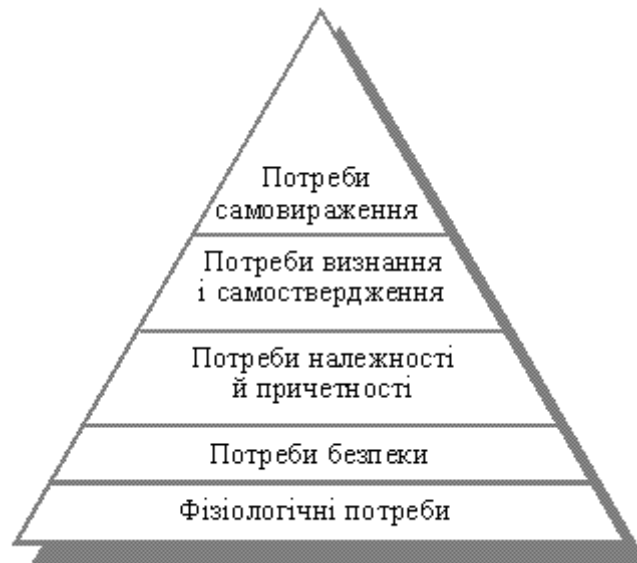 Потреби
самовираження
Потреби визнання
і самоствердження
Потреби належності
й причетності
Потреби безпеки
Фізіологічні потреби